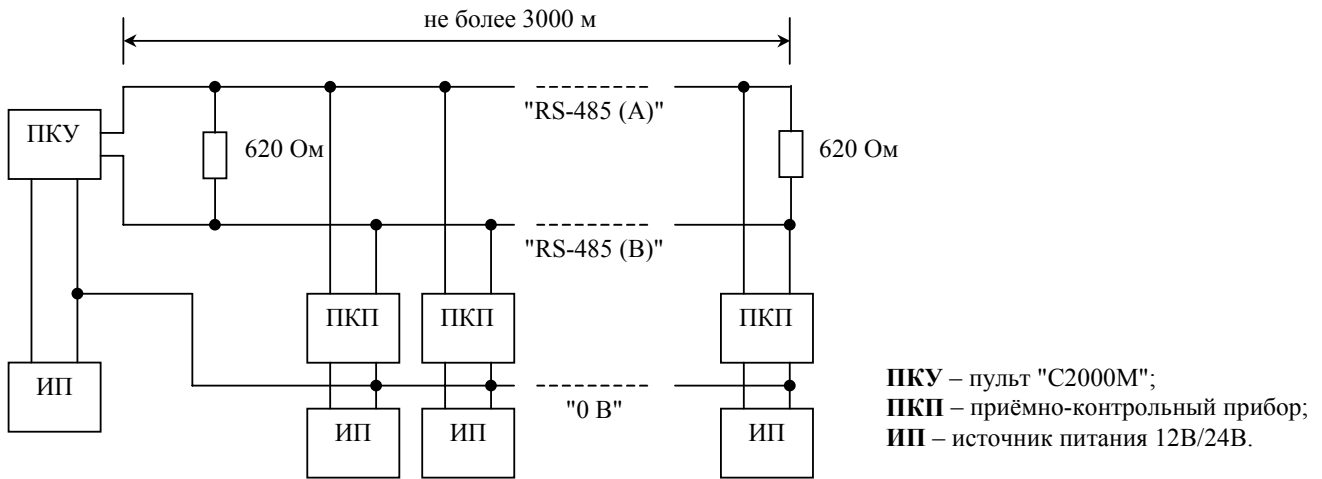 не более 3000 м
"RS-485 (A)"
ПКУ
620 Ом
620 Ом
"RS-485 (B)"
ПКП
ПКП
ПКП
ИП
"0 В"
ИП
ИП
ИП
ПКУ – пульт "С2000М";
ПКП – приёмно-контрольный прибор;
ИП – источник питания 12В/24В.